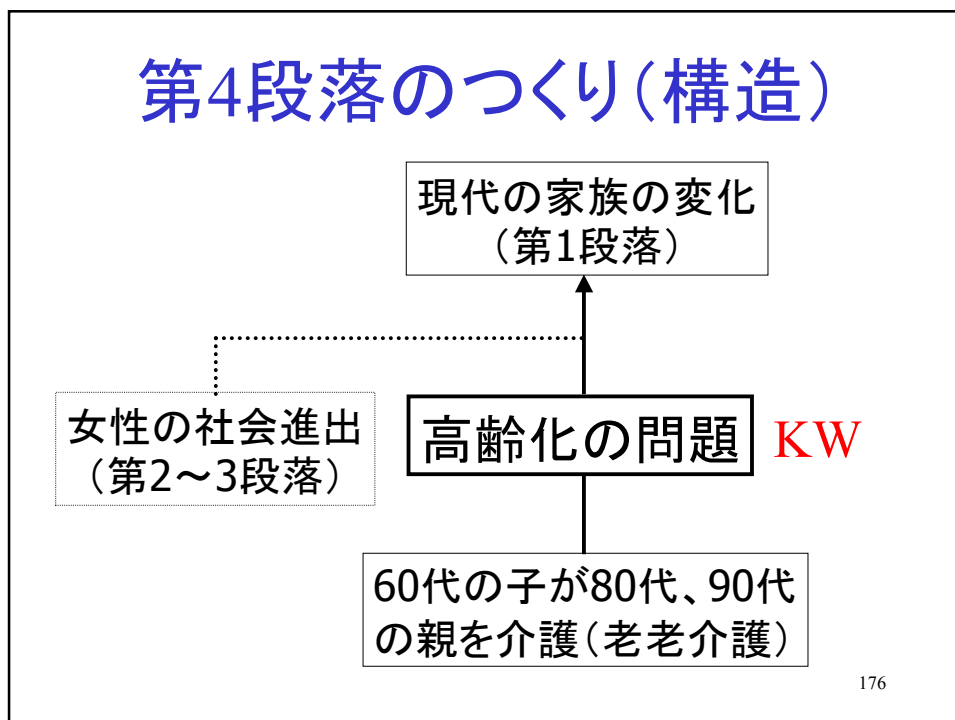 第4段落のつくり（構造）
現代の家族の変化
（第1段落）
女性の社会進出
（第2～3段落）
高齢化の問題 KW
60代の子が80代、90代
の親を介護（老老介護）
176